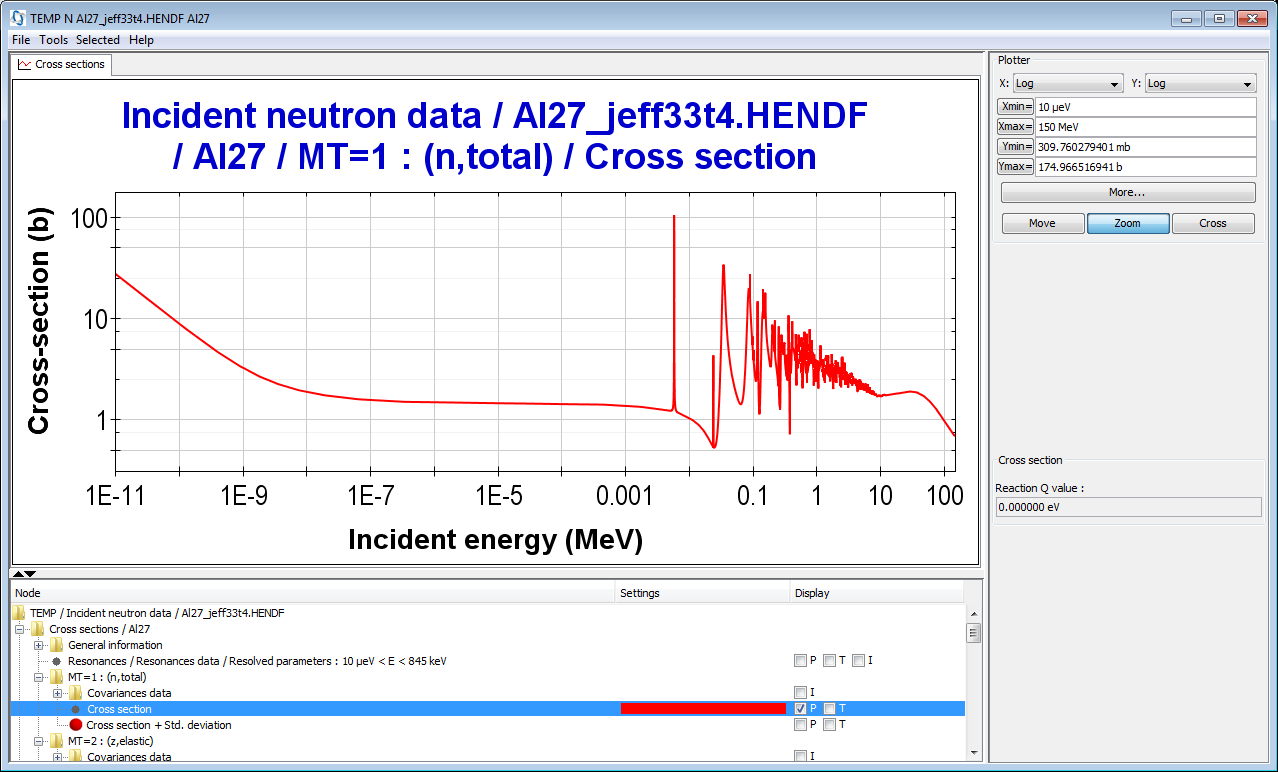 TEMP N Al27_jeff33t4.HENDF Al27
File Tools Selected Help
Cross sections
Incident neutron data / Al27_jeff33t4.HENDF
/ Al27 / MT=1 : (n,total) / Cross section
Cross-section (b)
100
10
1
1E-11 1E-9 1E-7 1E-5 0.001 0.1 1 10 100
Incident energy (MeV)
Plotter
X: Log Y: Log
Xmin= 10 µeV
Xmax= 150 MeV
Ymin= 309.760279401 mb
Ymax= 174.966516941 b
More...
Move Zoom Cross
Cross section
Reaction Q value :
0.000000 eV
Node Settings Display
TEMP / Incident neutron data / Al27_jeff33t4.HENDF
Cross sections / Al27
General information
Resonances / Resonances data / Resolved parameters : 10 µeV < E < 845 keV P T I
MT=1 : (n,total)
Covariances data I
Cross section P T
Cross section + Std. deviation P T
MT=2 : (z,elastic)
Covariances data I